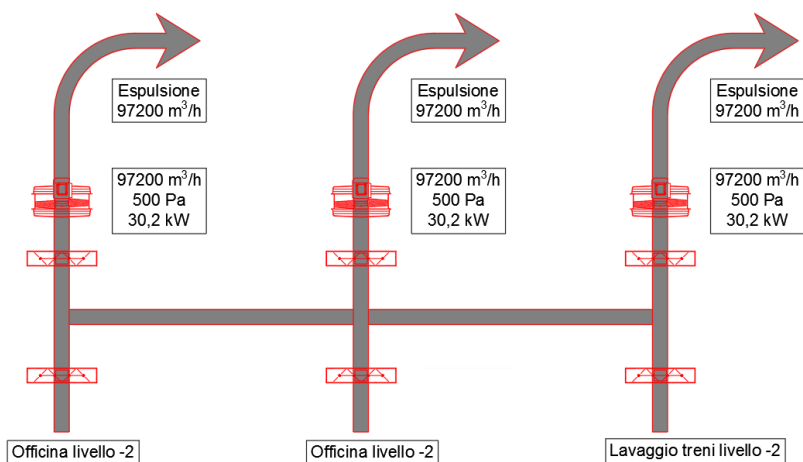 Espulsione
97200 m³/h
Espulsione
97200 m³/h
Espulsione
97200 m³/h
97200 m³/h
500 Pa
30,2 kW
97200 m³/h
500 Pa
30,2 kW
97200 m³/h
500 Pa
30,2 kW
Officina livello -2
Officina livello -2
Lavaggio treni livello -2